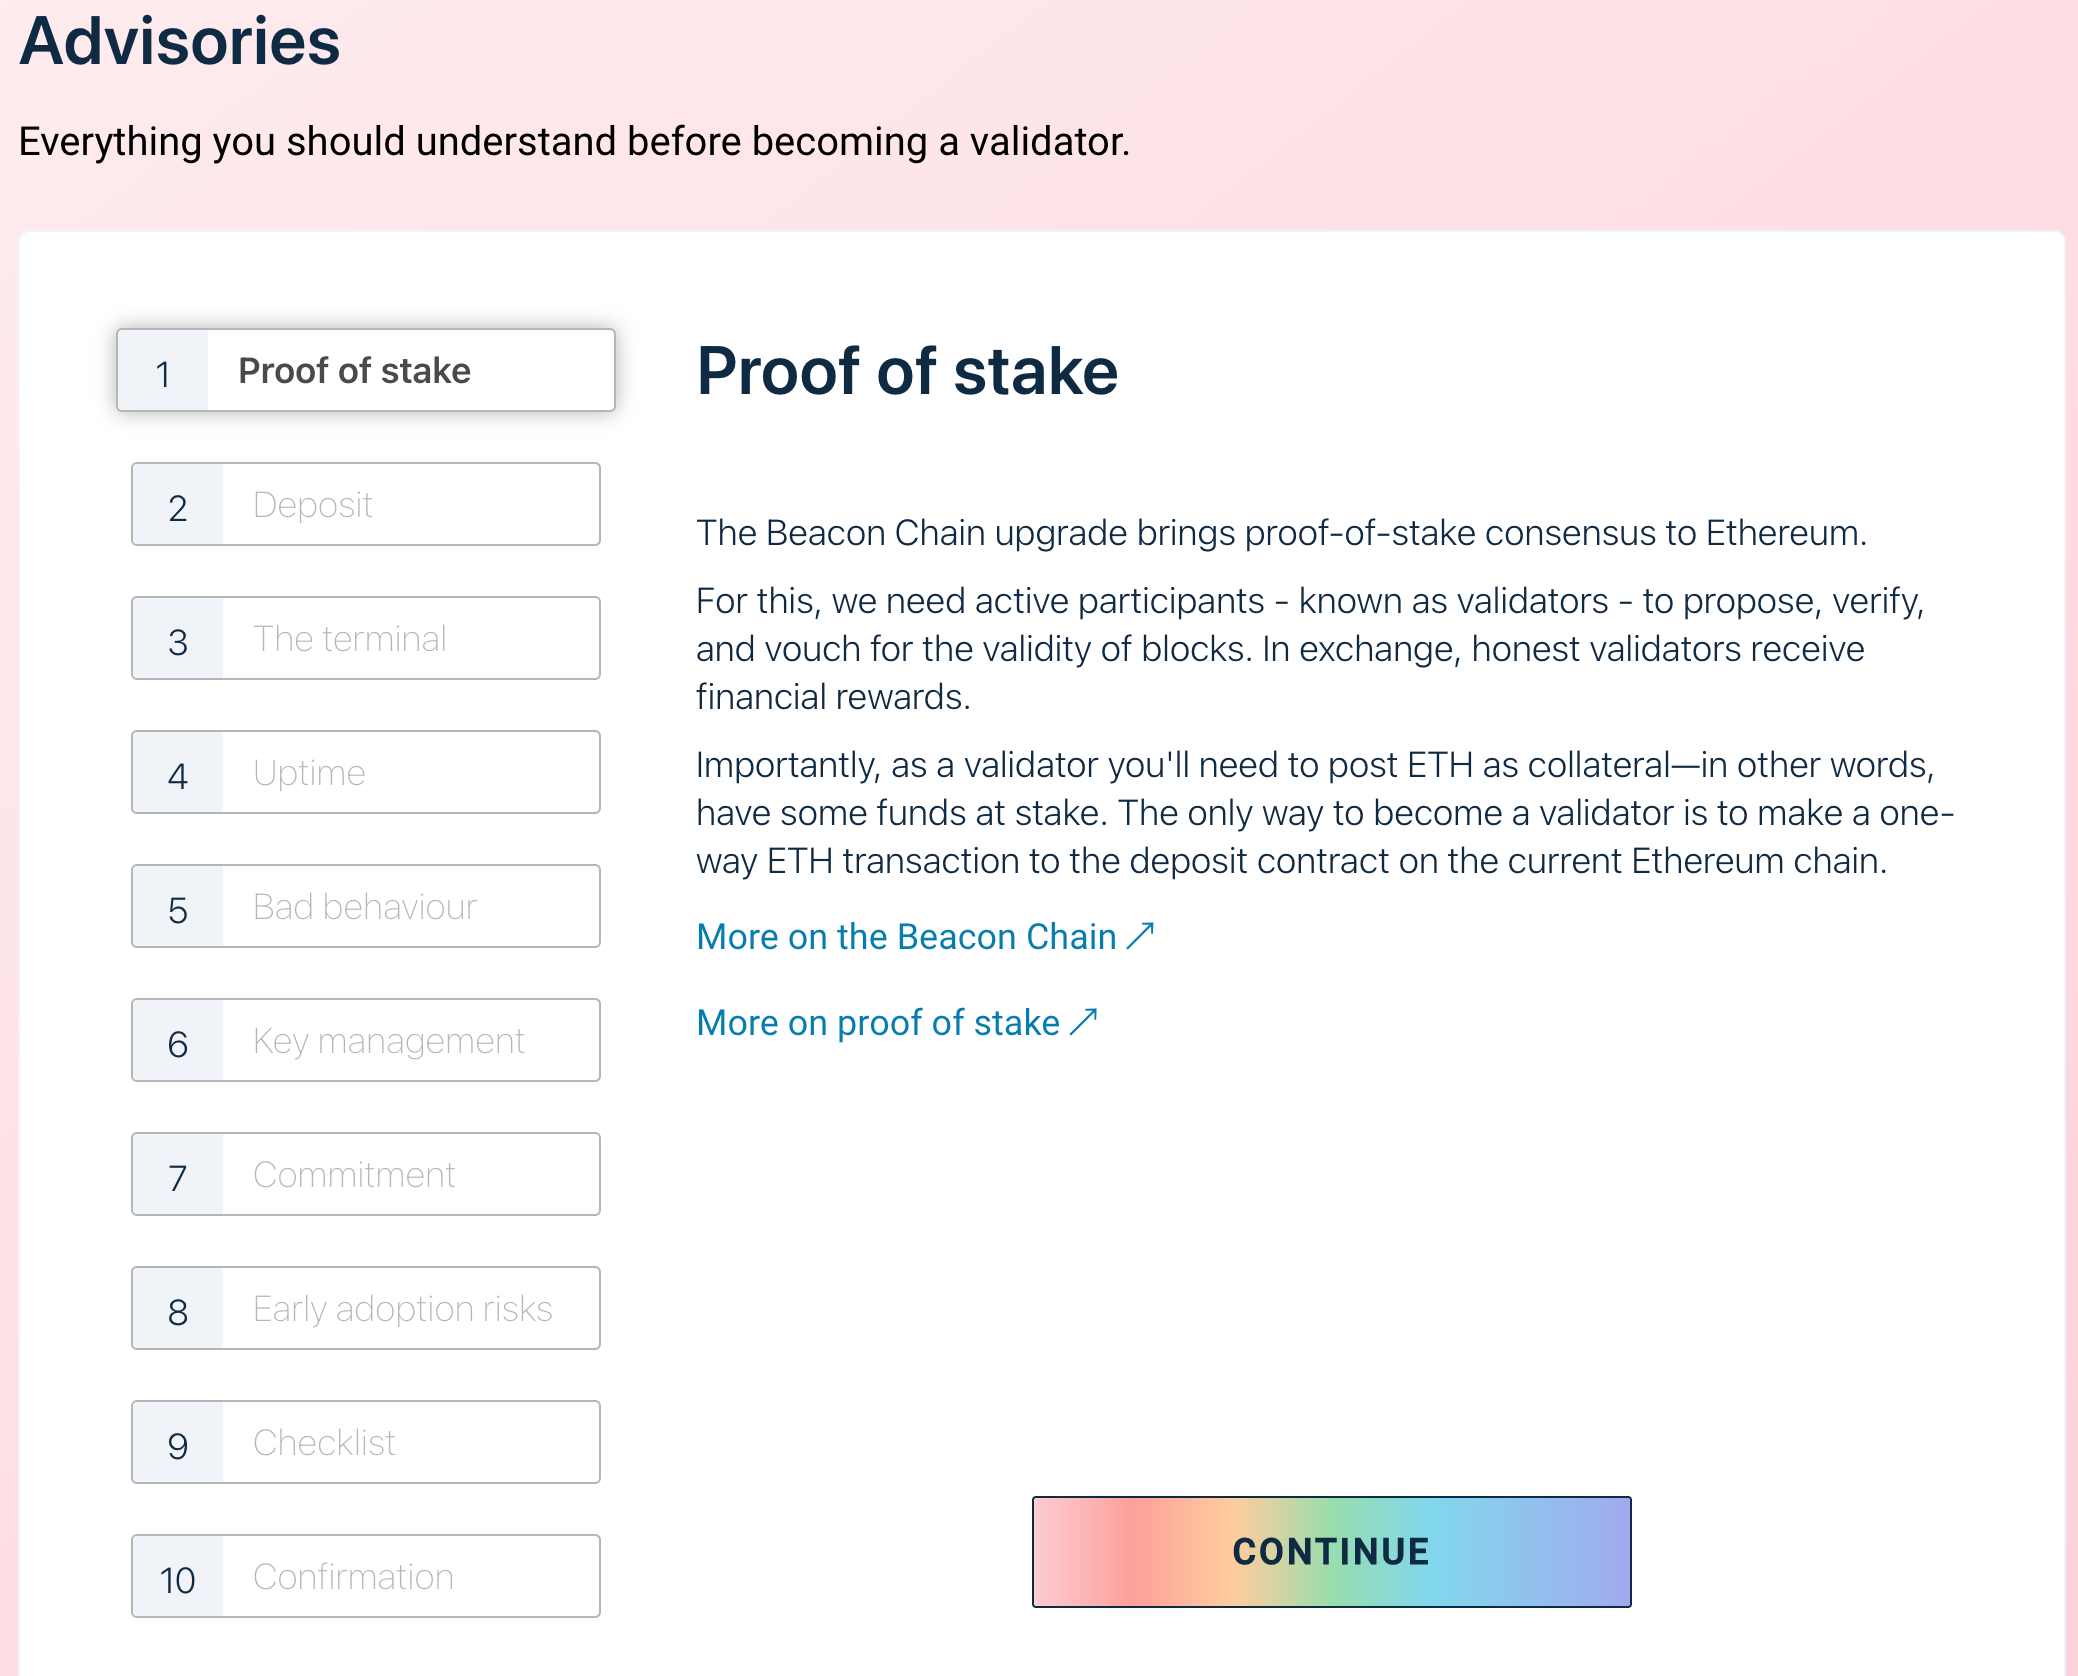 Advisories
Everything you should understand before becoming a validator.
1 Proof of stake
2 Deposit
3 The terminal
4 Uptime
5 Bad behaviour
6 Key management
7 Commitment
8 Early adoption risks
9 Checklist
10 Confirmation
Proof of stake
The Beacon Chain upgrade brings proof-of-stake consensus to Ethereum.
For this, we need active participants - known as validators - to propose, verify,
and vouch for the validity of blocks. In exchange, honest validators receive
financial rewards.
Importantly, as a validator you'll need to post ETH as collateral—in other words,
have some funds at stake. The only way to become a validator is to make a one-
way ETH transaction to the deposit contract on the current Ethereum chain.
More on the Beacon Chain ↗
More on proof of stake ↗
CONTINUE